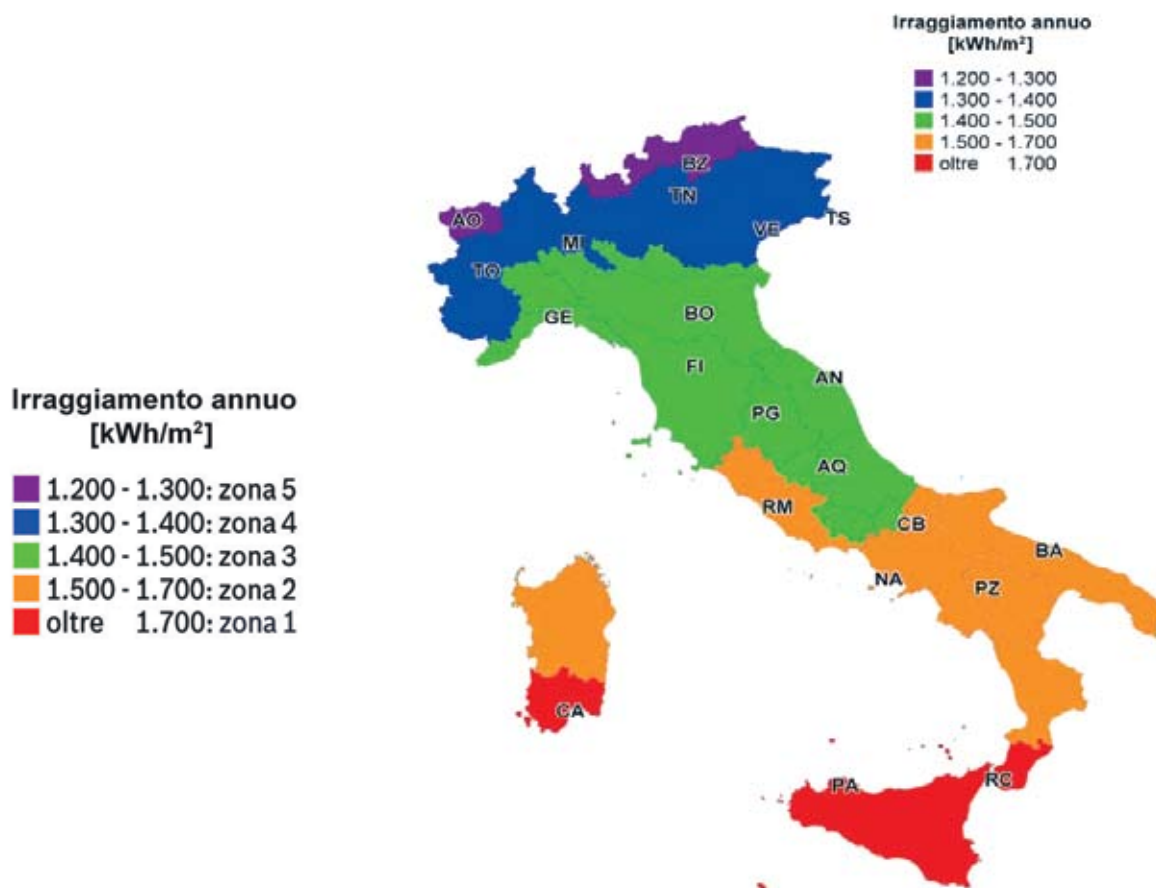 Irraggiamento annuo
[kWh/m²]
1.200 - 1.300
1.300 - 1.400
1.400 - 1.500
1.500 - 1.700
oltre 1.700
BZ
TN
AO
TS
VE
MI
TO
GE
BO
FI
AN
PG
AQ
RM
CB
BA
NA
PZ
CA
PA
RC
Irraggiamento annuo
[kWh/m²]
1.200 - 1.300: zona 5
1.300 - 1.400: zona 4
1.400 - 1.500: zona 3
1.500 - 1.700: zona 2
oltre 1.700: zona 1